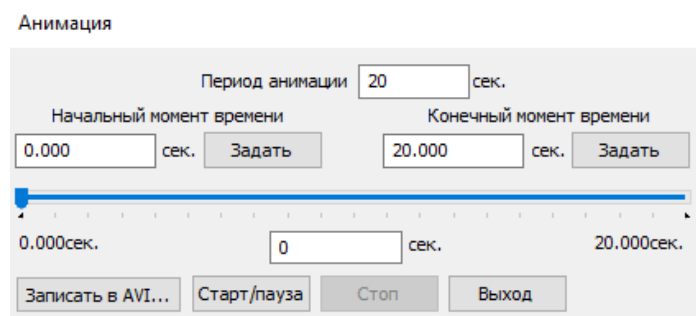 Анимация
Период анимации 20 сек.
Начальный момент времени Конечный момент времени
0.000 сек. Задать 20.000 сек. Задать
0.000сек. 0 сек. 20.000сек.
Записать в AVI... Старт/пауза Стоп Выход